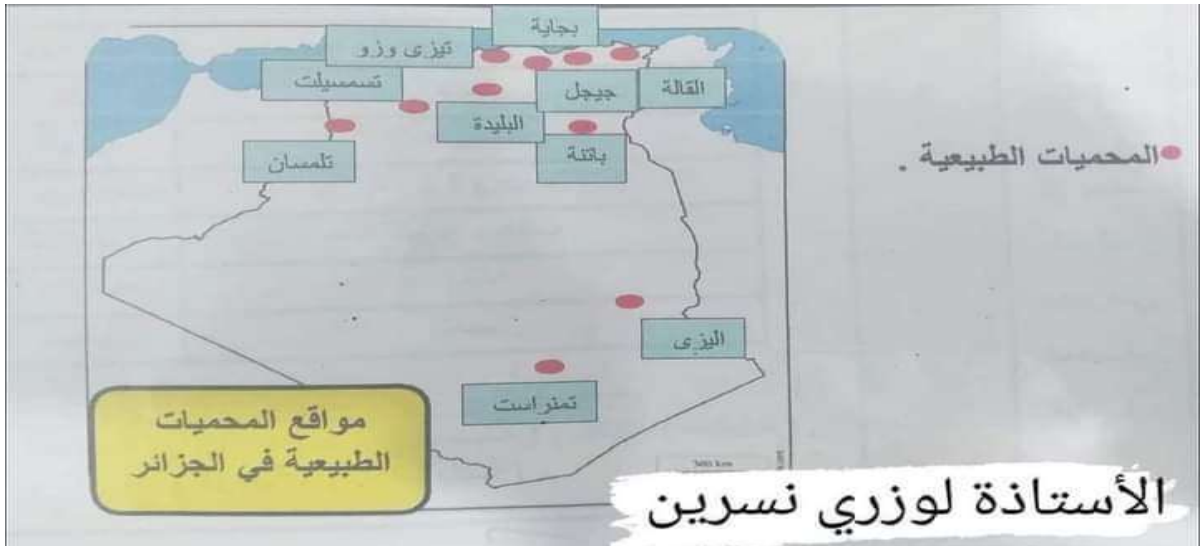 بجاية
تيزي وزو
تسمسيلت
جيجل
القالة
البليدة
باتنة
تلمسان
المحميات الطبيعية .
اليزي
تمنراست
مواقع المحميات
الطبيعية في الجزائر
الأستاذة لوزري نسرين